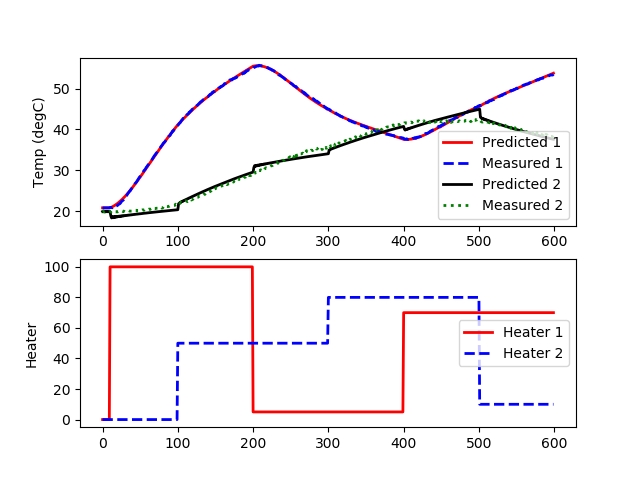 50
40
30
20
Temp (degC)
Predicted 1
Measured 1
Predicted 2
Measured 2
0 100 200 300 400 500 600
100
80
60
40
20
0
Heater
Heater 1
Heater 2
0 100 200 300 400 500 600